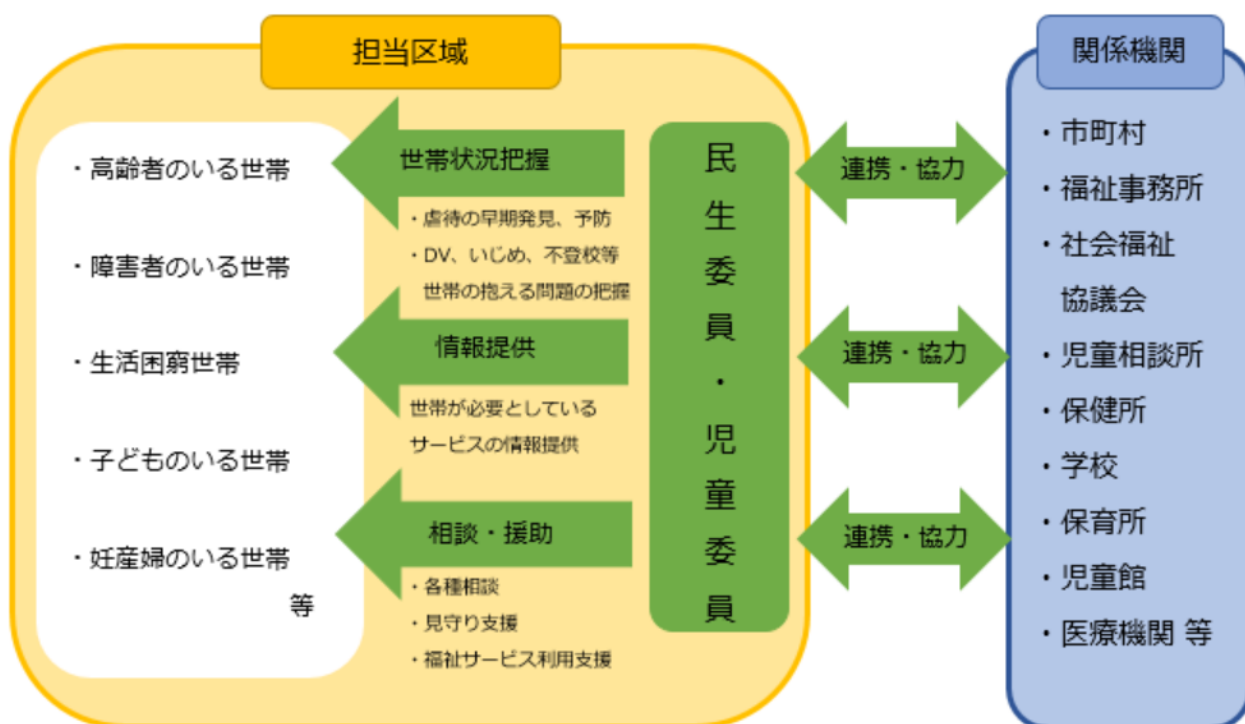 担当区域
・高齢者のいる世帯
・障害者のいる世帯
・生活困窮世帯
・子どものいる世帯
・妊産婦のいる世帯
等
世帯状況把握
・虐待の早期発見、予防
・DV、いじめ、不登校等
世帯の抱える問題の把握
情報提供
世帯が必要としている
サービスの情報提供
相談・援助
・各種相談
・見守り支援
・福祉サービス利用支援
民生委員・児童委員
連携・協力
連携・協力
連携・協力
関係機関
・市町村
・福祉事務所
・社会福祉
協議会
・児童相談所
・保健所
・学校
・保育所
・児童館
・医療機関 等